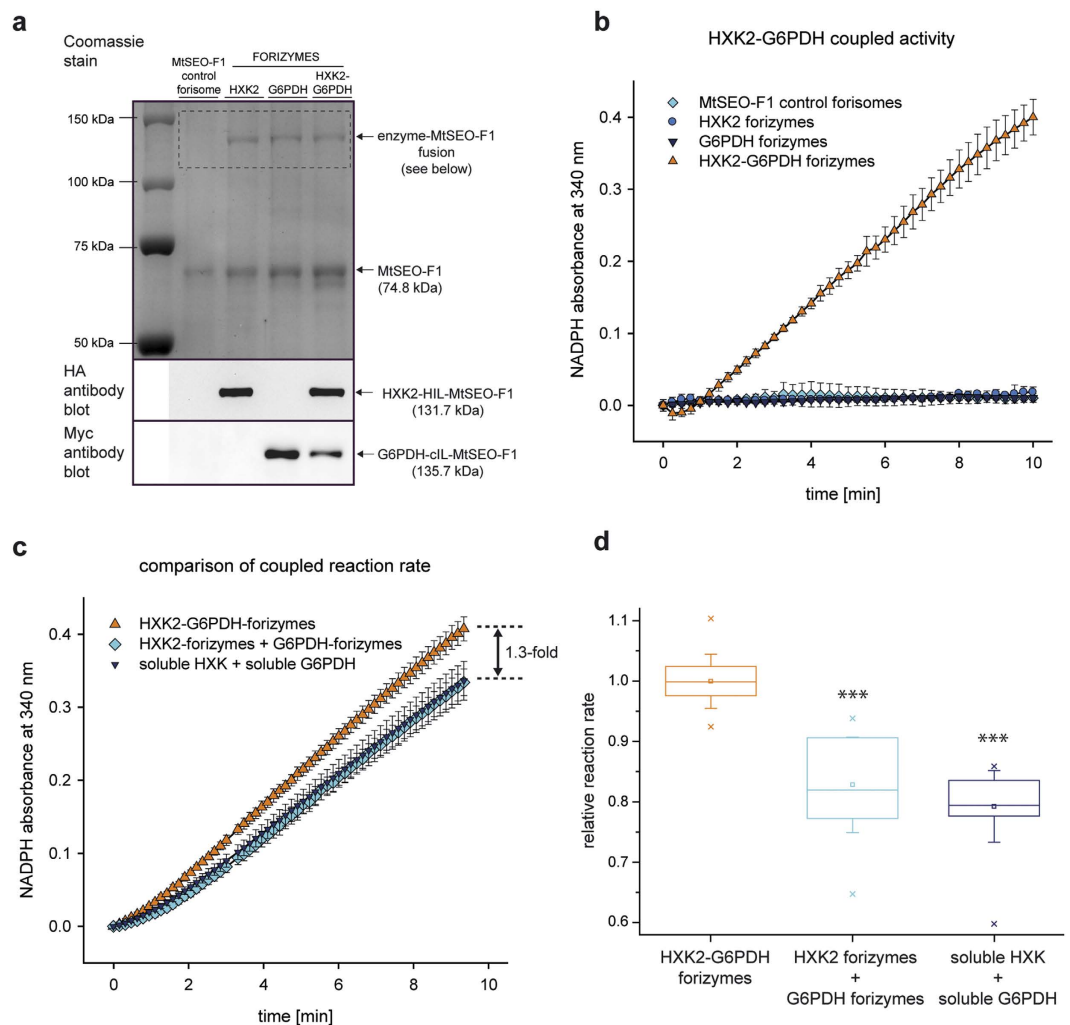 a
Coomassie
stain
MtSEO-F1
control
forisome
FORIZYMES
HXK2
G6PDH
HXK2-
G6PDH
150 kDa
100 kDa
75 kDa
50 kDa
enzyme-MtSEO-F1
fusion
(see below)
MtSEO-F1
(74.8 kDa)
HA
antibody
blot
HXK2-HIL-MtSEO-F1
(131.7 kDa)
Myc
antibody
blot
G6PDH-cIL-MtSEO-F1
(135.7 kDa)
b
HXK2-G6PDH coupled activity
MtSEO-F1 control forisomes
HXK2 forizymes
G6PDH forizymes
HXK2-G6PDH forizymes
NADPH absorbance at 340 nm
0.4
0.3
0.2
0.1
0.0
0 2 4 6 8 10
time [min]
c
comparison of coupled reaction rate
HXK2-G6PDH-forizymes
HXK2-forizymes + G6PDH-forizymes
soluble HXK + soluble G6PDH
1.3-fold
NADPH absorbance at 340 nm
0.4
0.3
0.2
0.1
0.0
0 2 4 6 8 10
time [min]
d
relative reaction rate
1.1
1.0
0.9
0.8
0.7
0.6
***
***
HXK2-G6PDH
forizymes
HXK2 forizymes
+
G6PDH forizymes
soluble HXK
+
soluble G6PDH